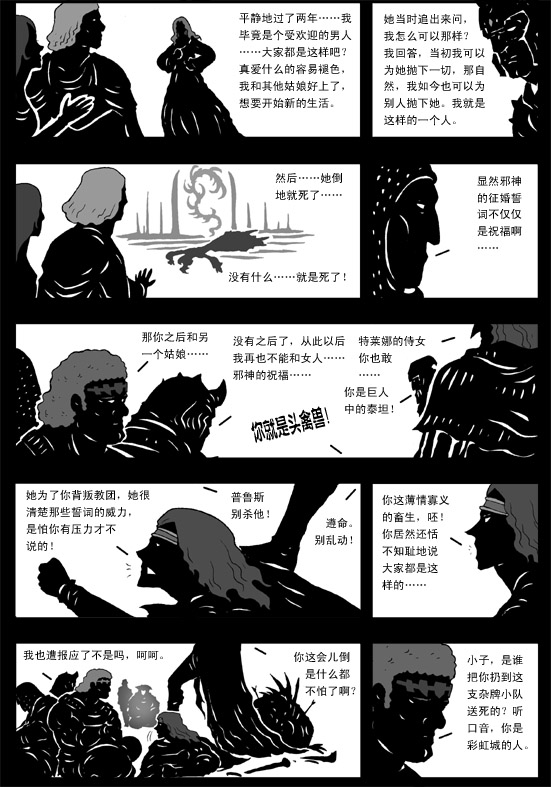 平静地过了两年……我
毕竟是个受欢迎的男人
……大家都是这样吧？
真爱什么的容易褪色，
我和其他姑娘好上了，
想要开始新的生活。
她当时追出来问，
我怎么可以那样？
我回答，当初我可以
为她抛下一切，那自
然，我如今也可以为
别人抛下她。我就是
这样的一个人。
然后……她倒
地就死了……
没有什么……就是死了！
显然邪神
的征婚誓
词不仅仅
是祝福啊
……
那你之后和另
一个姑娘……
没有之后了，从此以后
我再也不能和女人……
邪神的祝福……
你就是头禽兽！
特莱娜的侍女
你也敢
……
你是巨人
中的泰坦！
她为了你背叛教团，她很
清楚那些誓词的威力，
是怕你有压力才不
说的！
普鲁斯
别杀他！
遵命。
别乱动！
你这薄情寡义
的畜生，呸！
你居然还恬
不知耻地说
大家都是这
样的……
我也遭报应了不是吗，呵呵。
你这会儿倒
是什么都
不怕了啊？
小子，是谁
把你扔到这
支杂牌小队
送死的？听
口音，你是
彩虹城的人。